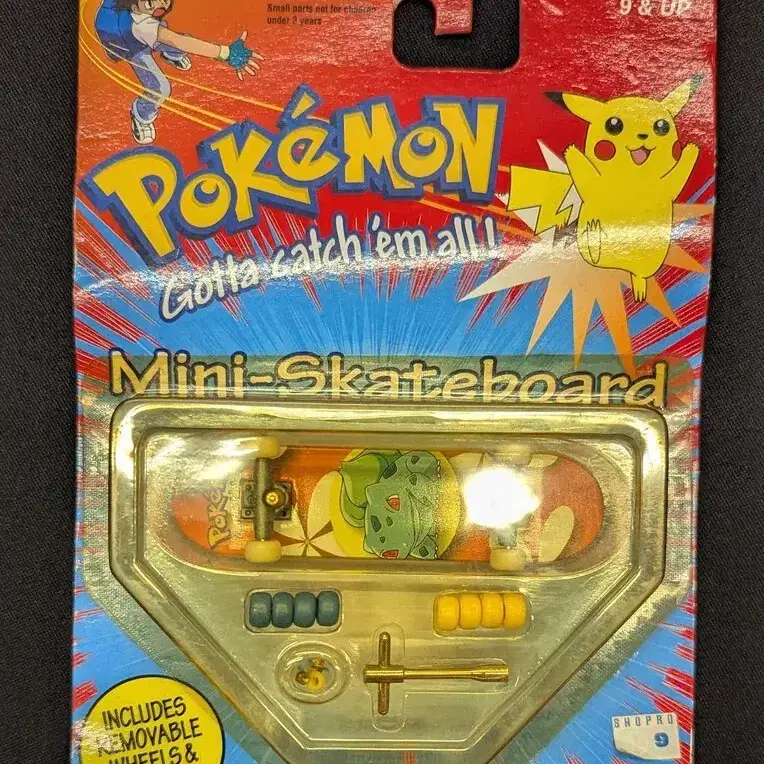 Small parts not for children
under 3 years
9 & UP
POKéMON
Gotta catch 'em all!
Mini-Skateboard
Poké
INCLUDES
REMOVABLE
WHEELS &
SHOPRO
9